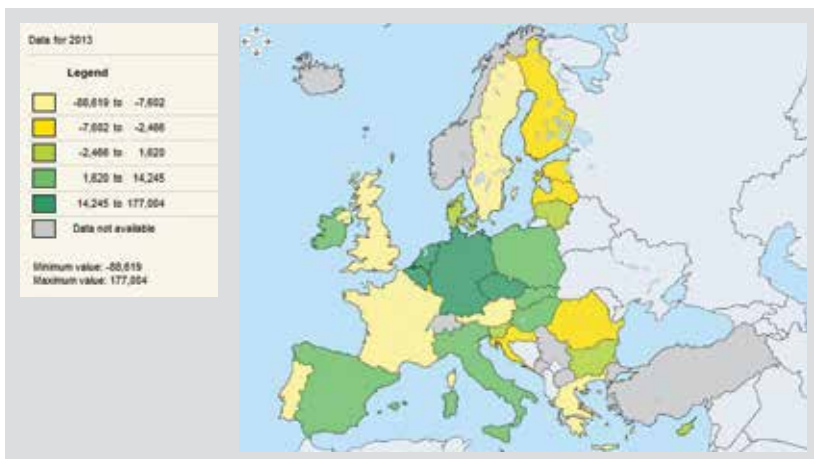 Data for 2013
Legend
-88,619 to -7,602
-7,602 to -2,466
-2,466 to 1,620
1,620 to 14,245
14,245 to 177,004
Data not available
Minimum value: -88,619
Maximum value: 177,004